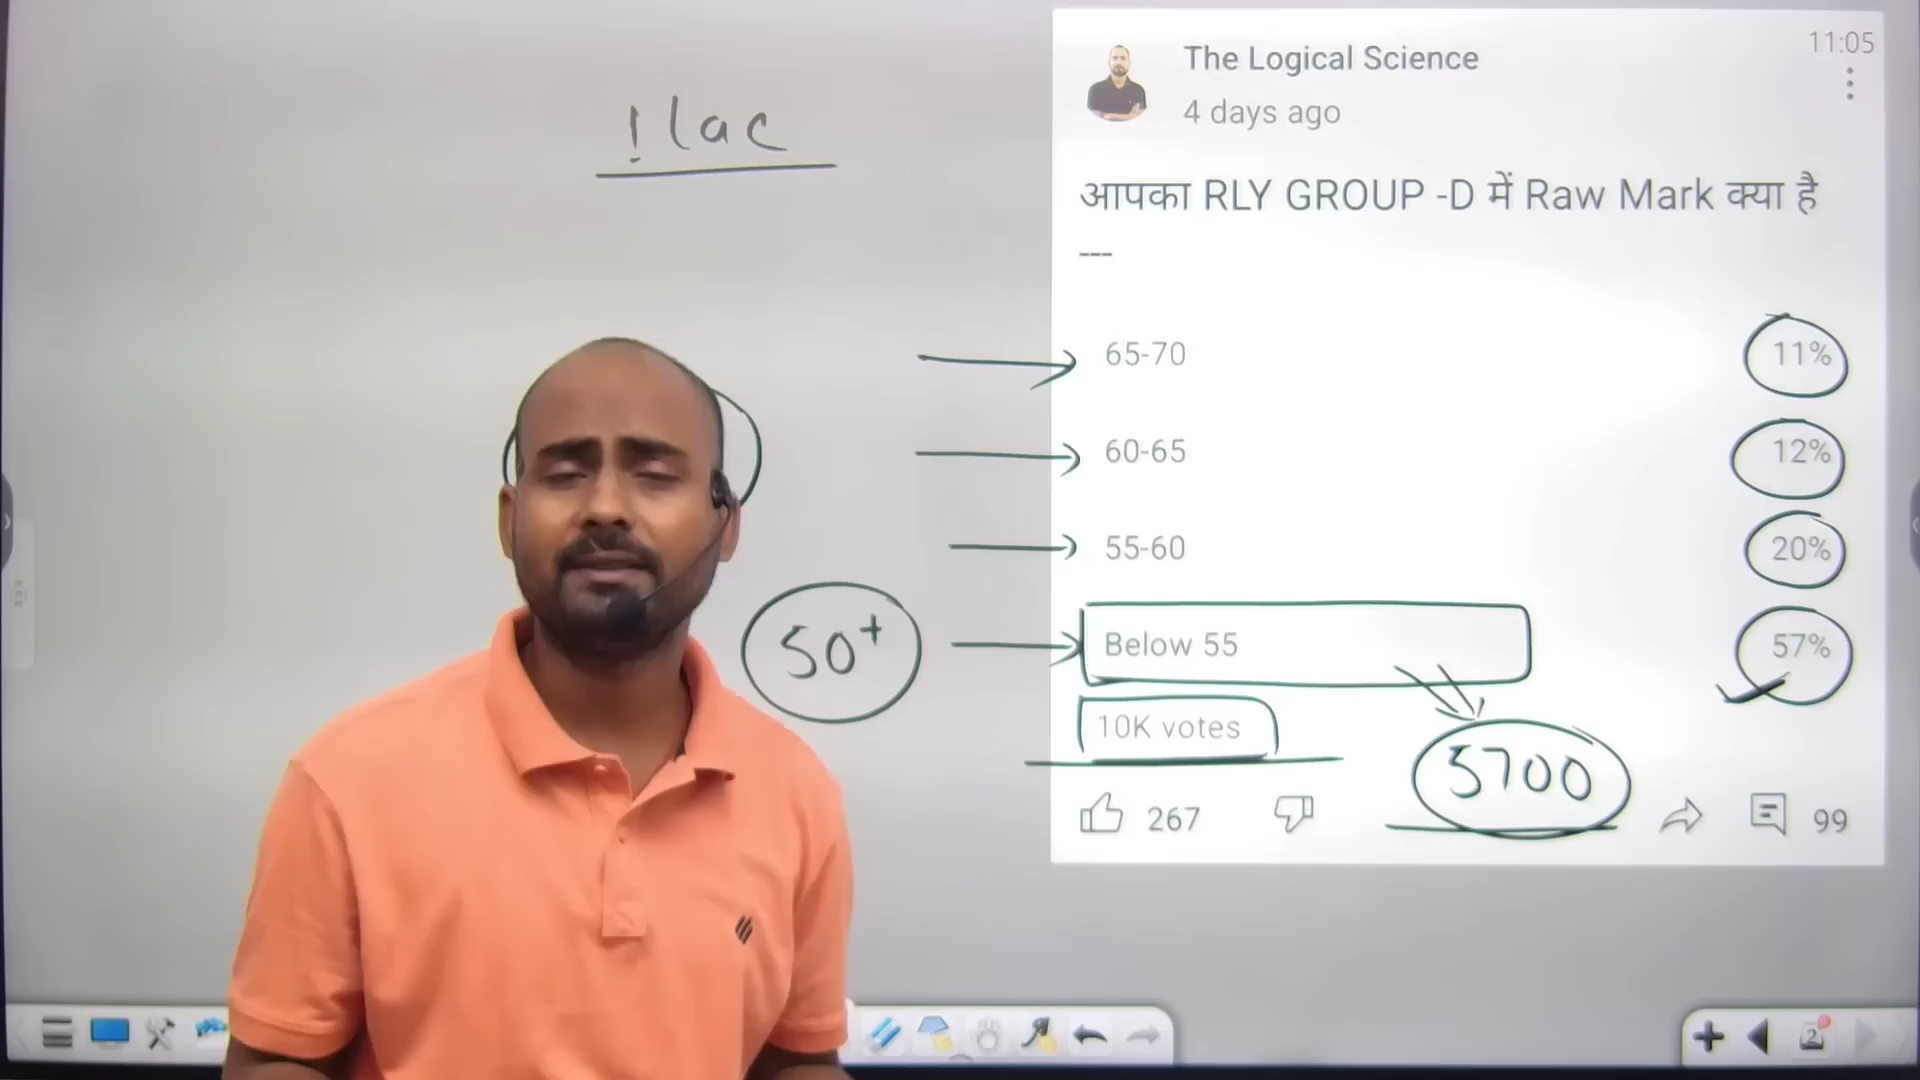 1 lac
11:05
The Logical Science
4 days ago
आपका RLY GROUP -D में Raw Mark क्या है
---
65-70 11%
60-65 12%
55-60 20%
50+
Below 55 57%
10K votes
5700
267
99
2